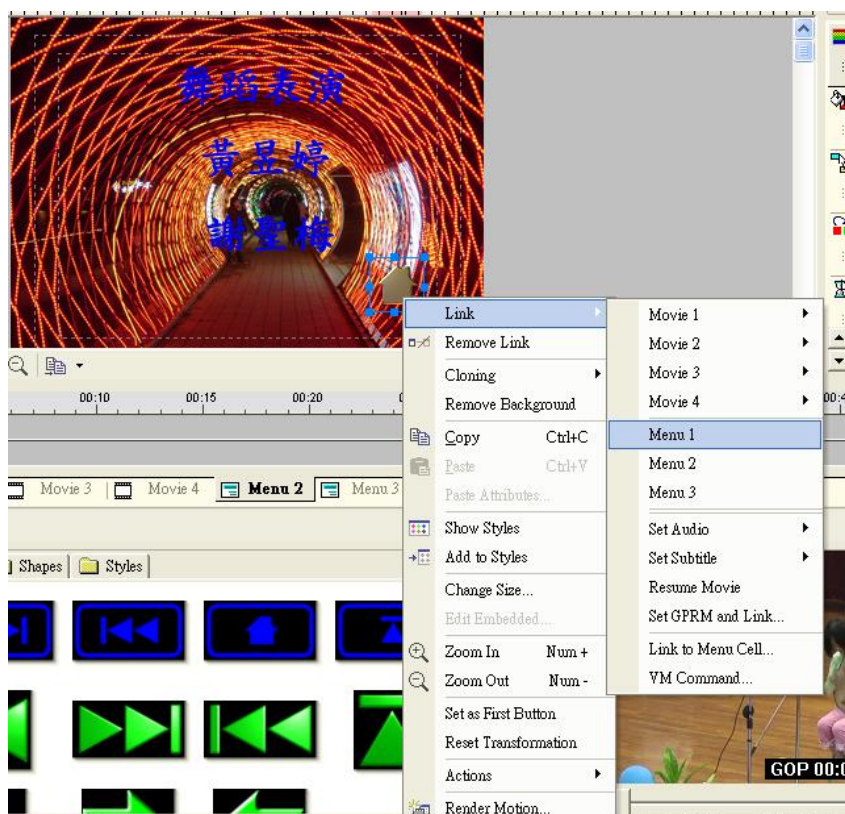 舞蹈表演
黃昱婷
謝聖梅
Link
Remove Link
Cloning
Remove Background
Copy Ctrl+C
Paste Ctrl+V
Paste Attributes...
Show Styles
Add to Styles
Change Size...
Edit Embedded...
Zoom In Num +
Zoom Out Num -
Set as First Button
Reset Transformation
Actions
Render Motion...
Movie 1
Movie 2
Movie 3
Movie 4
Menu 1
Menu 2
Menu 3
Set Audio
Set Subtitle
Resume Movie
Set GPRM and Link...
Link to Menu Cell...
VM Command...
00:10 00:15 00:20
Movie 3 Movie 4 Menu 2 Menu 3
Shapes Styles
GOP